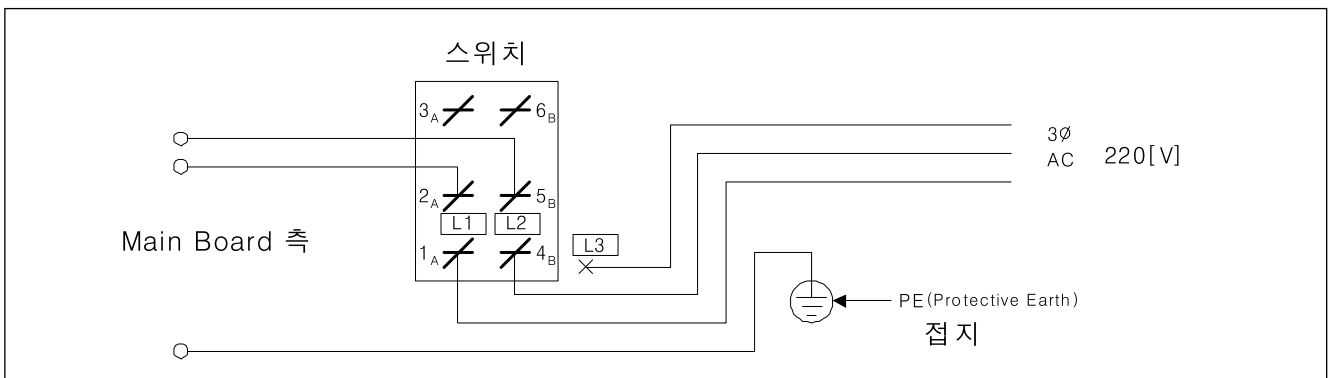 스위치
3A 6B
3Ø
AC 220[V]
2A 5B
L1 L2
Main Board 측
1A 4B L3
PE(Protective Earth)
접지